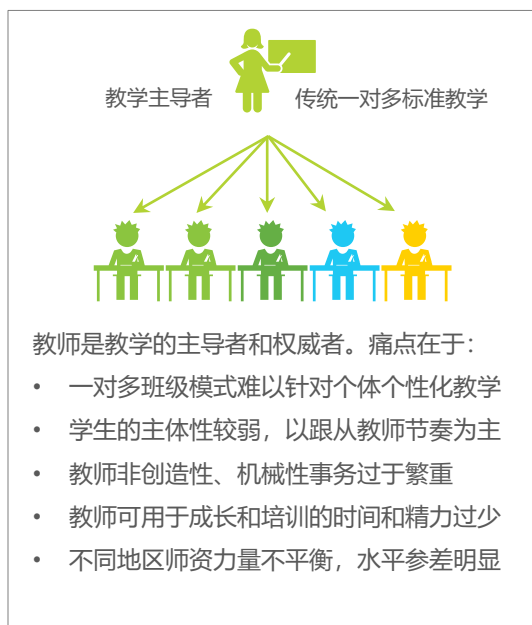 教学主导者 传统一对多标准教学
教师是教学的主导者和权威者。痛点在于：
• 一对多班级模式难以针对个体个性化教学
• 学生的主体性较弱，以跟从教师节奏为主
• 教师非创造性、机械性事务过于繁重
• 教师可用于成长和培训的时间和精力过少
• 不同地区师资力量不平衡，水平参差明显